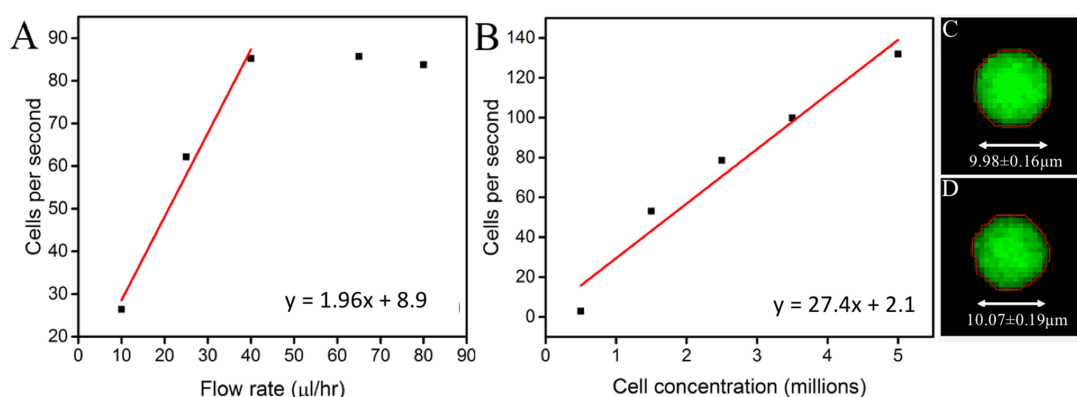 A
Cells per second
90
80
70
60
50
40
30
20
0 10 20 30 40 50 60 70 80 90
Flow rate (μl/hr)
y = 1.96x + 8.9
B
Cells per second
140
120
100
80
60
40
20
0
0 1 2 3 4 5
Cell concentration (millions)
y = 27.4x + 2.1
C
9.98±0.16μm
D
10.07±0.19μm